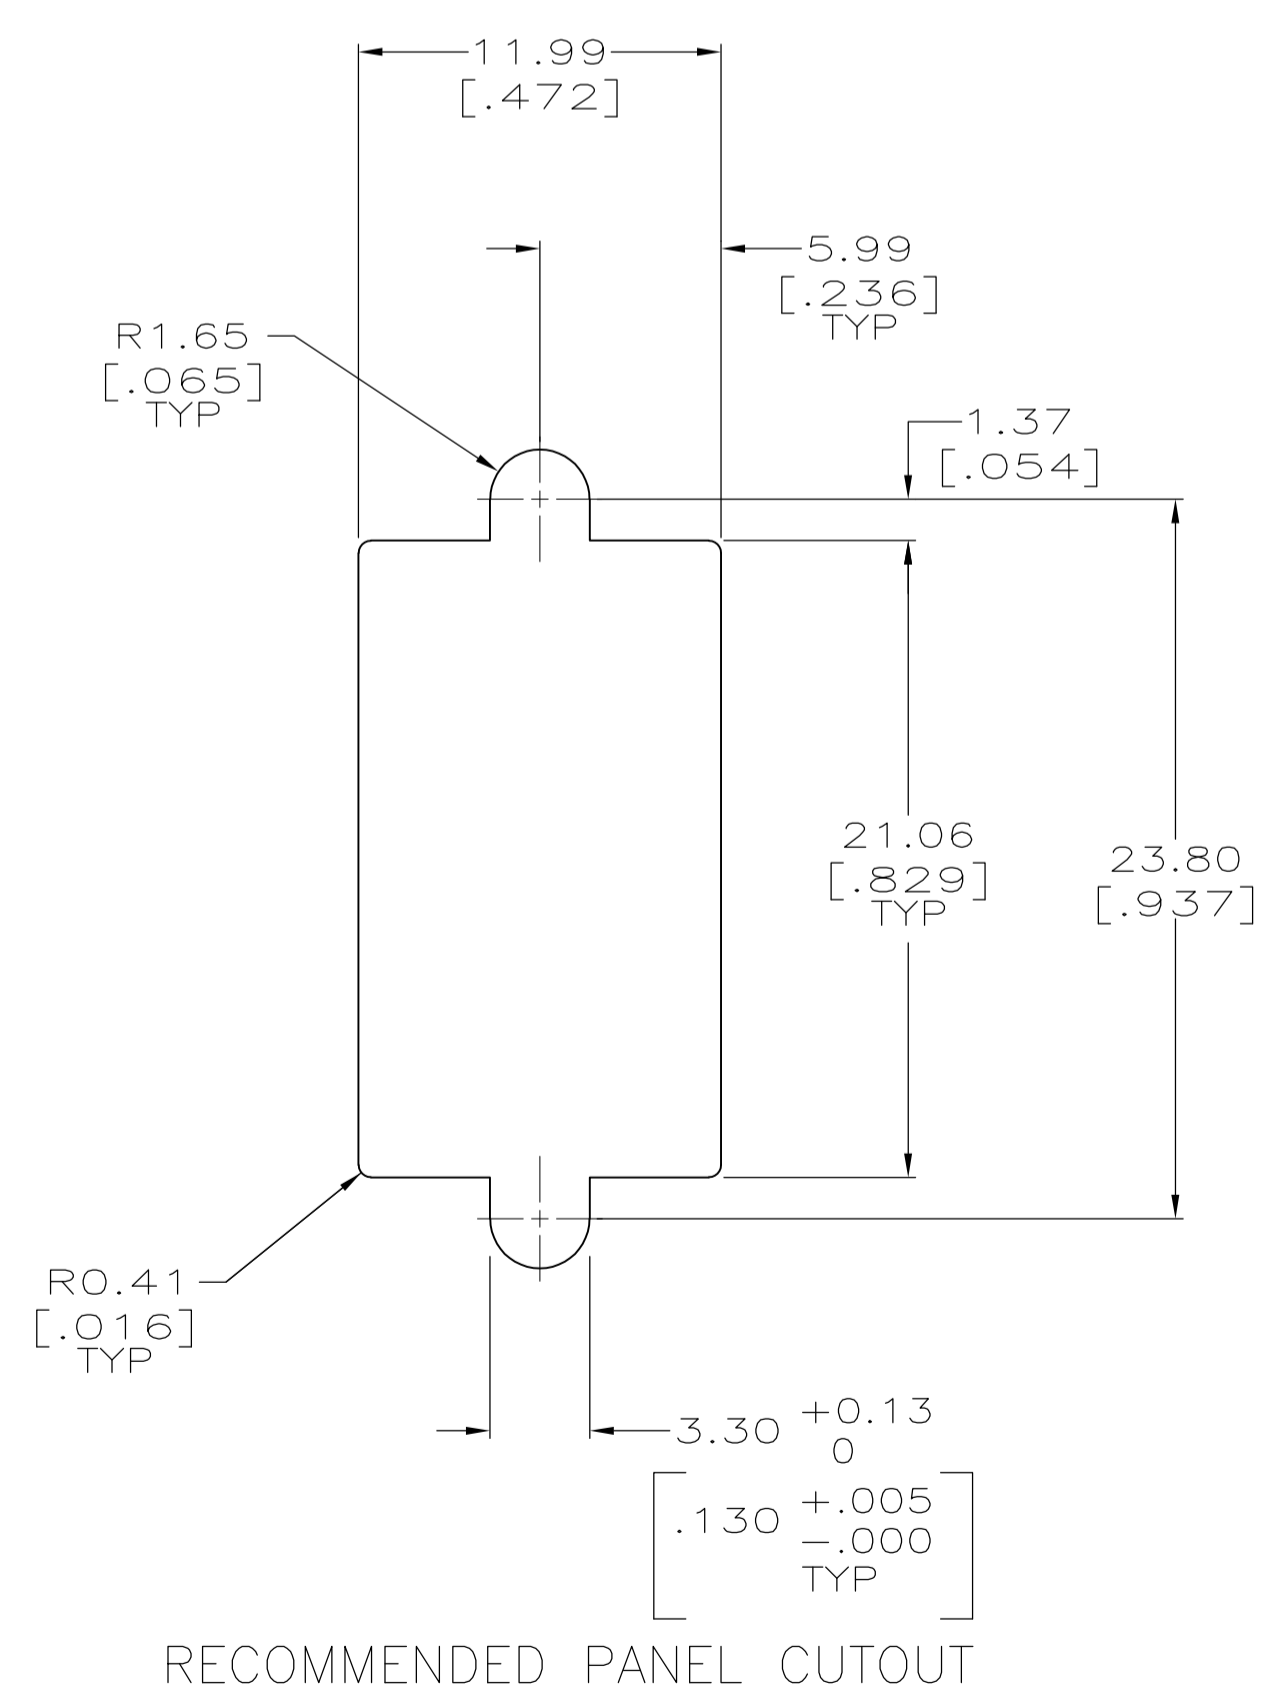 11.99
[.472]
5.99
[.236]
TYP
R1.65
[.065]
TYP
1.37
[.054]
21.06
[.829]
TYP
23.80
[.937]
R0.41
[.016]
TYP
3.30 +0.13
0
[.130 +.005
-.000
TYP]
RECOMMENDED PANEL CUTOUT